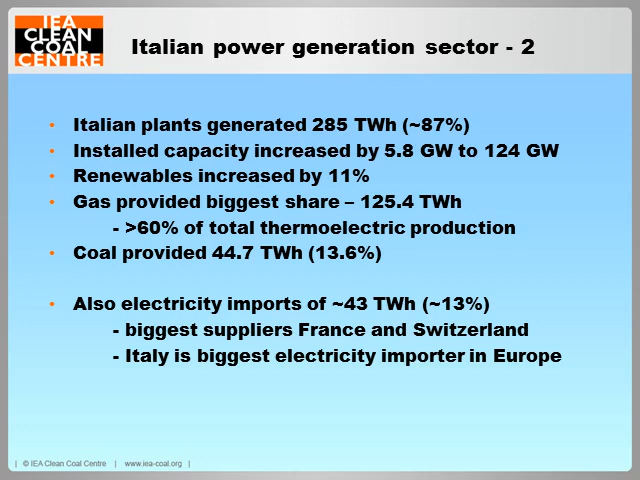 IEA
CLEAN
COAL
CENTRE
Italian power generation sector - 2
• Italian plants generated 285 TWh (~87%)
• Installed capacity increased by 5.8 GW to 124 GW
• Renewables increased by 11%
• Gas provided biggest share – 125.4 TWh
- >60% of total thermoelectric production
• Coal provided 44.7 TWh (13.6%)
• Also electricity imports of ~43 TWh (~13%)
- biggest suppliers France and Switzerland
- Italy is biggest electricity importer in Europe
| © IEA Clean Coal Centre | www.iea-coal.org |